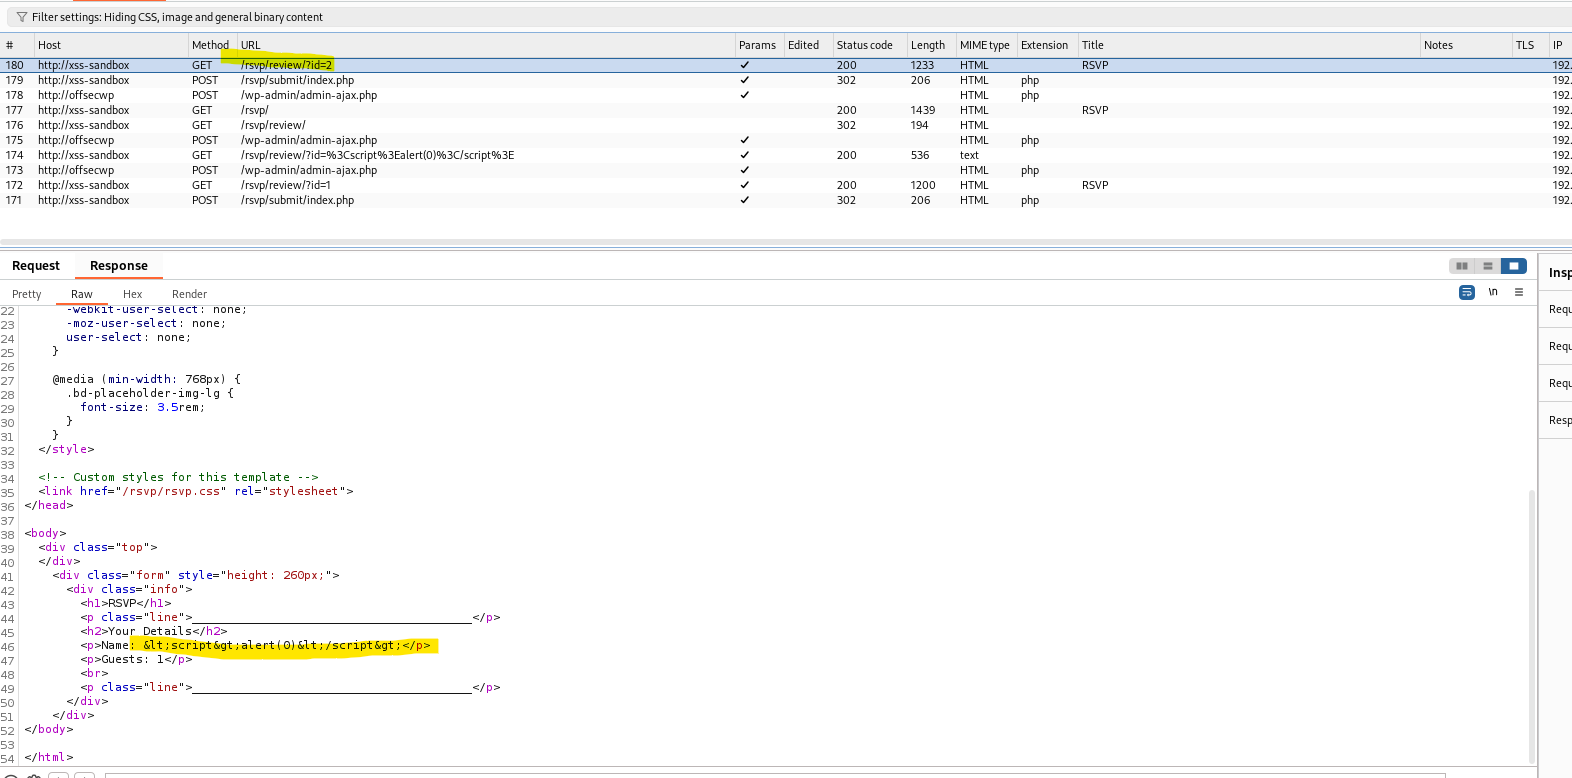 Filter settings: Hiding CSS, image and general binary content
# Host Method URL Params Edited Status code Length MIME type Extension Title Notes TLS IP
180 http://xss-sandbox GET /rsvp/review/?id=2 ✓ 200 1233 HTML RSVP 192.
179 http://xss-sandbox POST /rsvp/submit/index.php ✓ 302 206 HTML php 192.
178 http://offsecwp POST /wp-admin/admin-ajax.php ✓ HTML php 192.
177 http://xss-sandbox GET /rsvp/ 200 1439 HTML RSVP 192.
176 http://xss-sandbox GET /rsvp/review/ 302 194 HTML 192.
175 http://offsecwp POST /wp-admin/admin-ajax.php ✓ HTML php 192.
174 http://xss-sandbox GET /rsvp/review/?id=%3Cscript%3Ealert(0)%3C/script%3E ✓ 200 536 text 192.
173 http://offsecwp POST /wp-admin/admin-ajax.php ✓ HTML php 192.
172 http://xss-sandbox GET /rsvp/review/?id=1 ✓ 200 1200 HTML RSVP 192.
171 http://xss-sandbox POST /rsvp/submit/index.php ✓ 302 206 HTML php 192.
Request Response
Insp
Pretty Raw Hex Render
\n
Requ
Requ
Requ
Resp
22 -webkit-user-select: none;
23 -moz-user-select: none;
24 user-select: none;
25 }
26
27 @media (min-width: 768px) {
28 .bd-placeholder-img-lg {
29 font-size: 3.5rem;
30 }
31 }
32 </style>
33
34 <!-- Custom styles for this template -->
35 <link href="/rsvp/rsvp.css" rel="stylesheet">
36 </head>
37
38 <body>
39 <div class="top">
40 </div>
41 <div class="form" style="height: 260px;">
42 <div class="info">
43 <h1>RSVP</h1>
44 <p class="line">________________________________________</p>
45 <h2>Your Details</h2>
46 <p>Name: &lt;script&gt;alert(0)&lt;/script&gt;</p>
47 <p>Guests: 1</p>
48 <br>
49 <p class="line">________________________________________</p>
50 </div>
51 </div>
52 </body>
53
54 </html>